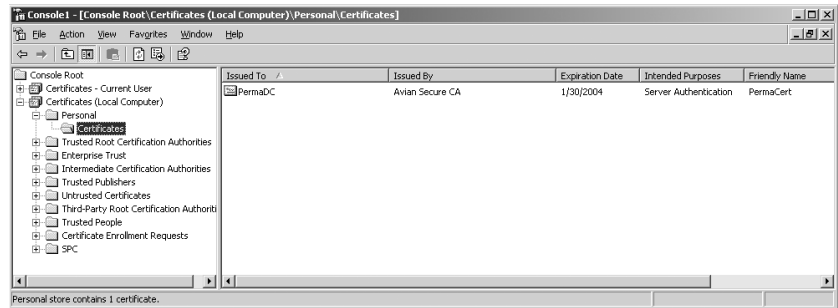 Console1 - [Console Root\Certificates (Local Computer)\Personal\Certificates]
File Action View Favorites Window Help
Console Root
Certificates - Current User
Certificates (Local Computer)
Personal
Certificates
Trusted Root Certification Authorities
Enterprise Trust
Intermediate Certification Authorities
Trusted Publishers
Untrusted Certificates
Third-Party Root Certification Authoriti
Trusted People
Certificate Enrollment Requests
SPC
Issued To Issued By Expiration Date Intended Purposes Friendly Name
PermaDC Avian Secure CA 1/30/2004 Server Authentication PermaCert
Personal store contains 1 certificate.